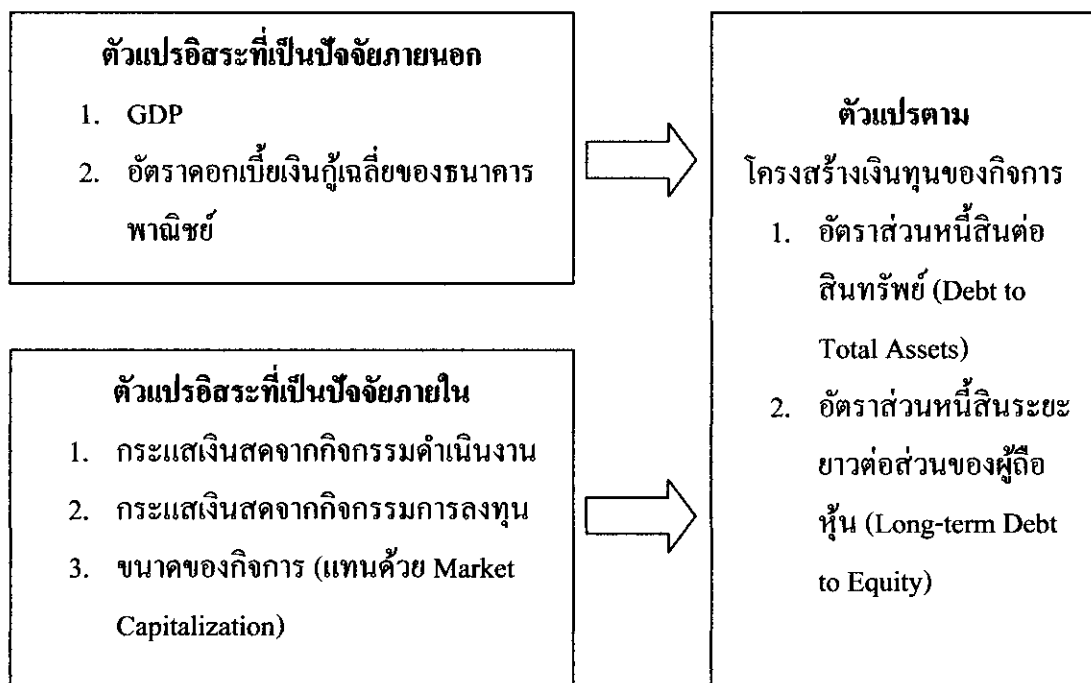 ตัวแปรอิสระที่เป็นปัจจัยภายนอก
1. GDP
2. อัตราดอกเบี้ยเงินกู้เฉลี่ยของธนาคาร
พาณิชย์
ตัวแปรอิสระที่เป็นปัจจัยภายใน
1. กระแสเงินสดจากกิจกรรมดำเนินงาน
2. กระแสเงินสดจากกิจกรรมการลงทุน
3. ขนาดของกิจการ (แทนด้วย Market
Capitalization)
ตัวแปรตาม
โครงสร้างเงินทุนของกิจการ
1. อัตราส่วนหนี้สินต่อ
สินทรัพย์ (Debt to
Total Assets)
2. อัตราส่วนหนี้สินระยะ
ยาวต่อส่วนของผู้ถือ
หุ้น (Long-term Debt
to Equity)